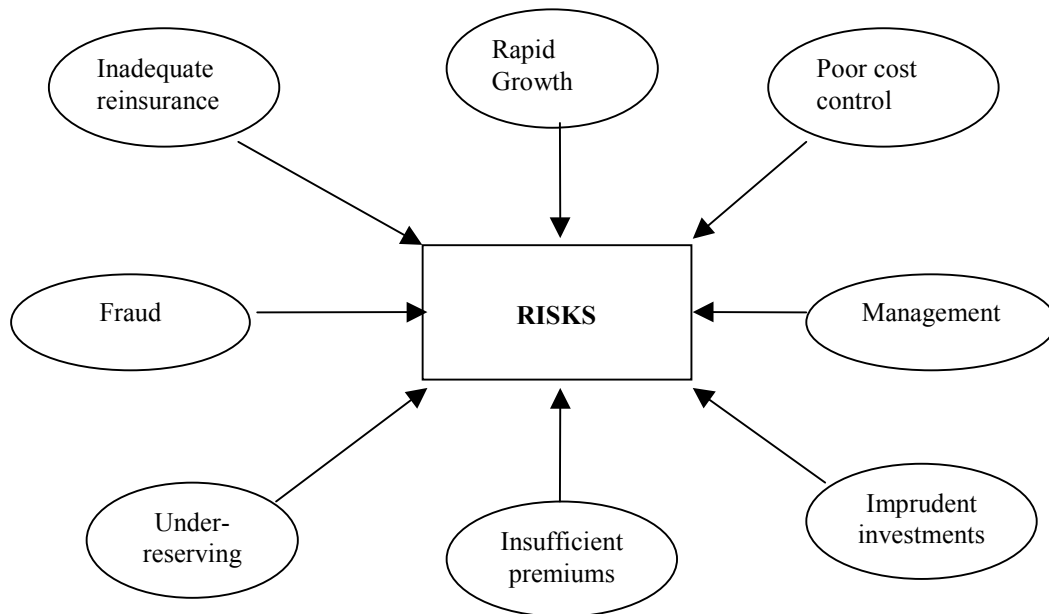 Inadequate
reinsurance
Rapid
Growth
Poor cost
control
Fraud
RISKS
Management
Under-
reserving
Insufficient
premiums
Imprudent
investments